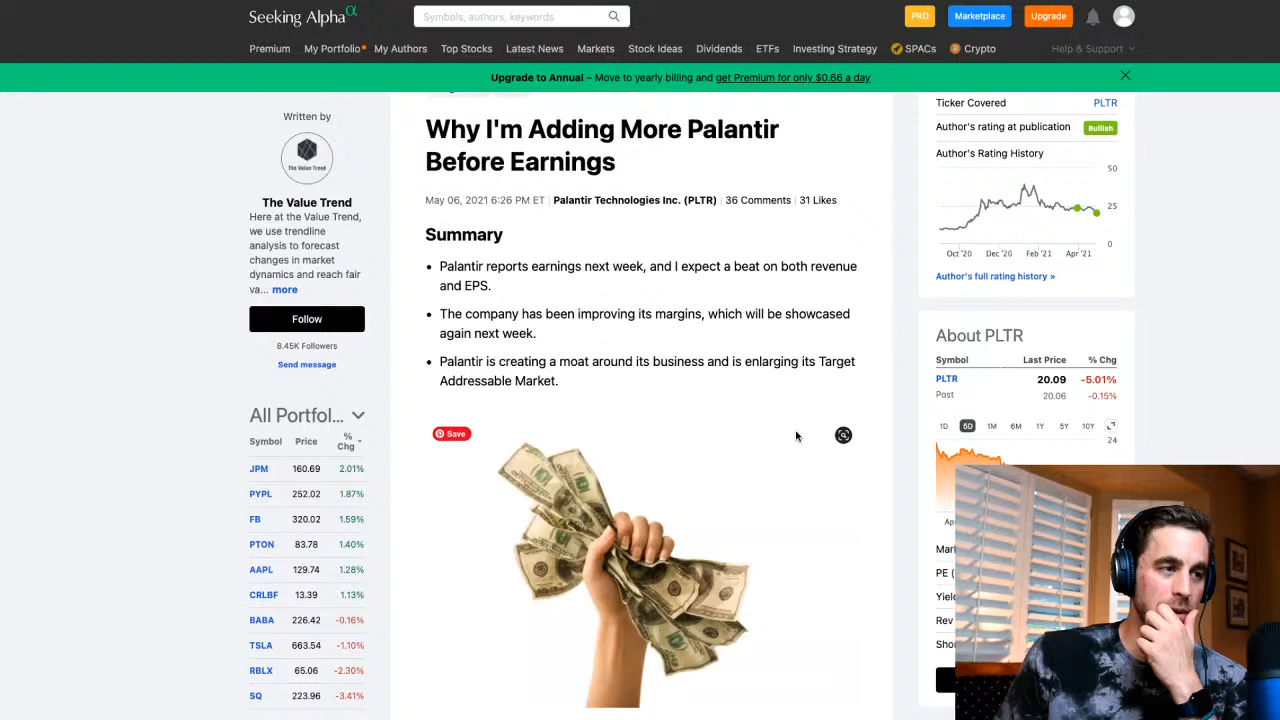 Seeking Alpha α
Symbols, authors, keywords
PRO
Marketplace
Upgrade
Premium
My Portfolio
My Authors
Top Stocks
Latest News
Markets
Stock Ideas
Dividends
ETFs
Investing Strategy
SPACs
Crypto
Help & Support
Upgrade to Annual – Move to yearly billing and get Premium for only $0.66 a day
Written by
The Value Trend
The Value Trend
Here at the Value Trend,
we use trendline
analysis to forecast
changes in market
dynamics and reach fair
va... more
Follow
8.45K Followers
Send message
All Portfol...
Symbol Price %
Chg
JPM 160.69 2.01%
PYPL 252.02 1.87%
FB 320.02 1.59%
PTON 83.78 1.40%
AAPL 129.74 1.28%
CRLBF 13.39 1.13%
BABA 226.42 -0.16%
TSLA 663.54 -1.10%
RBLX 65.06 -2.30%
SQ 223.96 -3.41%
Why I'm Adding More Palantir
Before Earnings
May 06, 2021 6:26 PM ET Palantir Technologies Inc. (PLTR) 36 Comments 31 Likes
Summary
• Palantir reports earnings next week, and I expect a beat on both revenue
and EPS.
• The company has been improving its margins, which will be showcased
again next week.
• Palantir is creating a moat around its business and is enlarging its Target
Addressable Market.
Save
Ticker Covered PLTR
Author's rating at publication Bullish
Author's Rating History
50
25
0
Oct '20 Dec '20 Feb '21 Apr '21
Author's full rating history »
About PLTR
Symbol Last Price % Chg
PLTR 20.09 -5.01%
Post 20.06 -0.15%
1D 5D 1M 6M 1Y 5Y 10Y
24